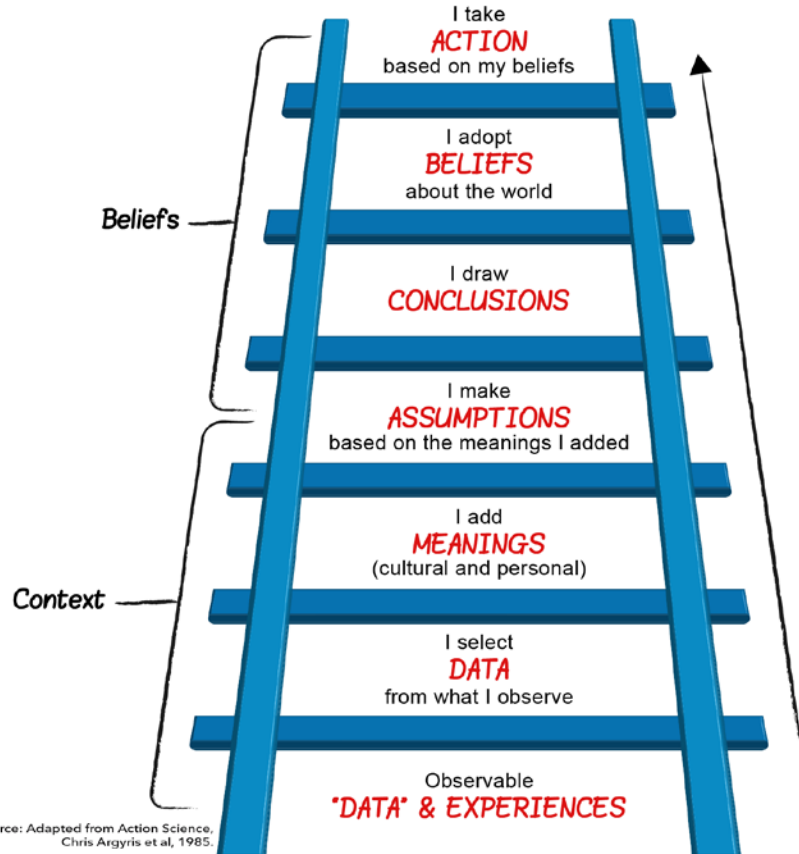 I take
ACTION
based on my beliefs
I adopt
BELIEFS
about the world
Beliefs
I draw
CONCLUSIONS
I make
ASSUMPTIONS
based on the meanings I added
I add
MEANINGS
(cultural and personal)
Context
I select
DATA
from what I observe
Observable
"DATA" & EXPERIENCES
rce: Adapted from Action Science,
Chris Argyris et al, 1985.